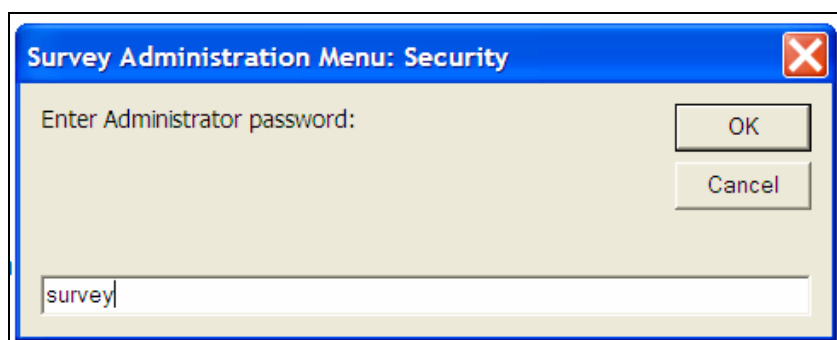 Survey Administration Menu: Security
Enter Administrator password:
OK
Cancel
survey